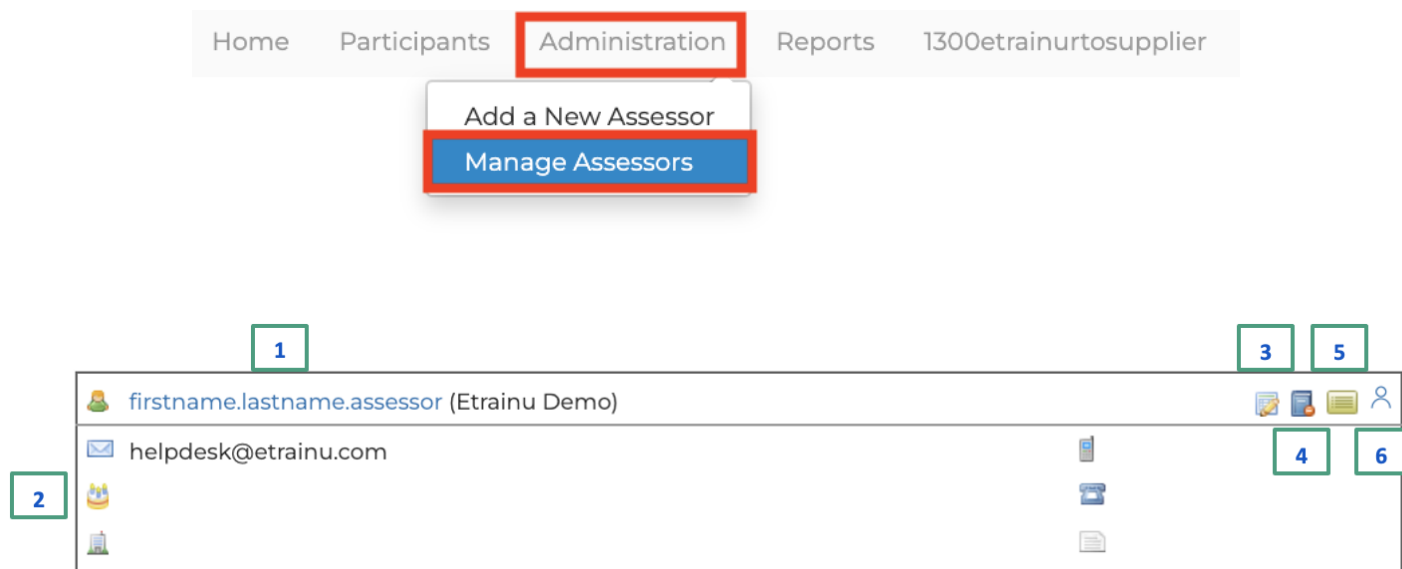 Home Participants Administration Reports 1300etrainurtosupplier
Add a New Assessor
Manage Assessors
1 3 5
firstname.lastname.assessor (Etrainu Demo)
helpdesk@etrainu.com
4 6
2